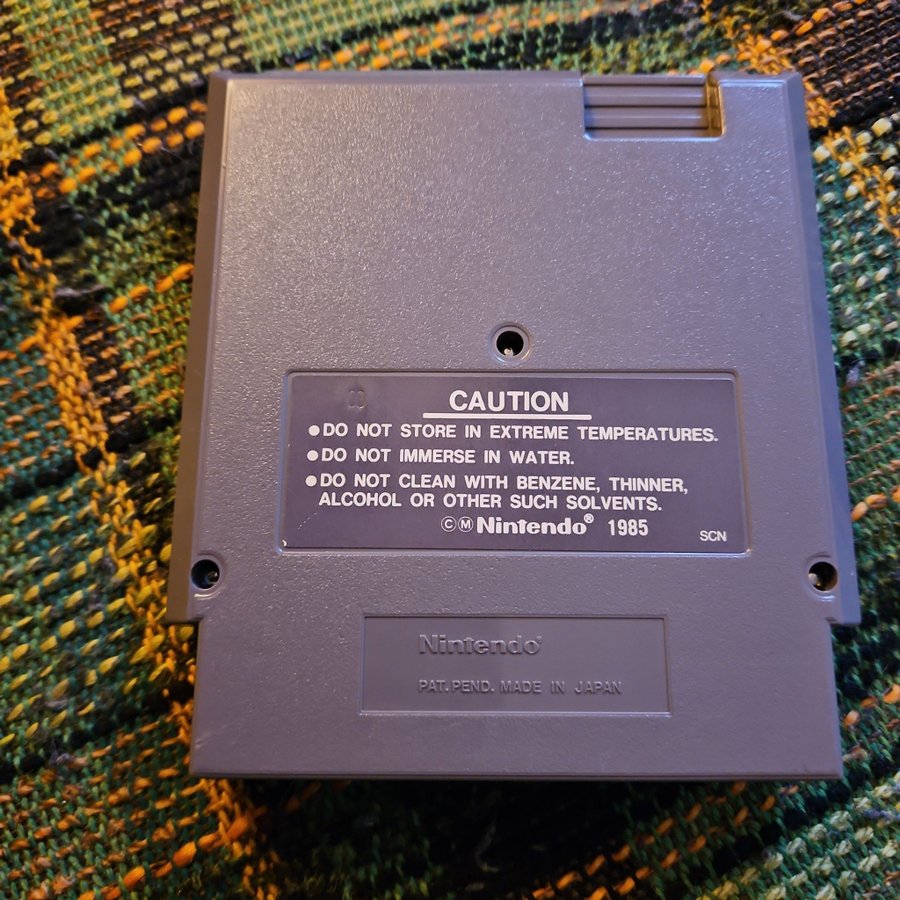 CAUTION
●DO NOT STORE IN EXTREME TEMPERATURES.
●DO NOT IMMERSE IN WATER.
●DO NOT CLEAN WITH BENZENE, THINNER,
ALCOHOL OR OTHER SUCH SOLVENTS.
ⒸⓂNintendo® 1985
SCN
Nintendo®
PAT. PEND. MADE IN JAPAN